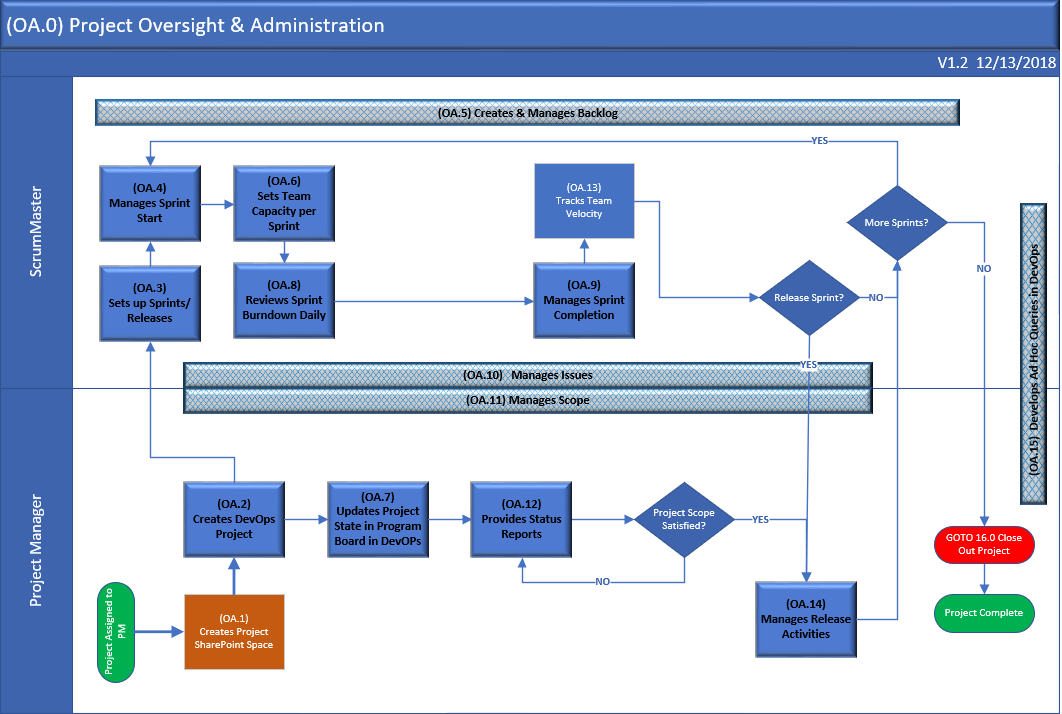 (OA.0) Project Oversight & Administration
V1.2 12/13/2018
ScrumMaster
(OA.5) Creates & Manages Backlog
YES
(OA.4)
Manages Sprint
Start
(OA.6)
Sets Team
Capacity per
Sprint
(OA.13)
Tracks Team
Velocity
More Sprints?
NO
(OA.3)
Sets up Sprints/
Releases
(OA.8)
Reviews Sprint
Burndown Daily
(OA.9)
Manages Sprint
Completion
Release Sprint?
NO
YES
(OA.10) Manages Issues
(OA.11) Manages Scope
(OA.15) Develops Ad Hoc Queries in DevOps
Project Manager
(OA.2)
Creates DevOps
Project
(OA.7)
Updates Project
State in Program
Board in DevOPs
(OA.12)
Provides Status
Reports
Project Scope
Satisfied?
YES
NO
GOTO 16.0 Close
Out Project
Project Assigned to
PM
(OA.1)
Creates Project
SharePoint Space
(OA.14)
Manages Release
Activities
Project Complete